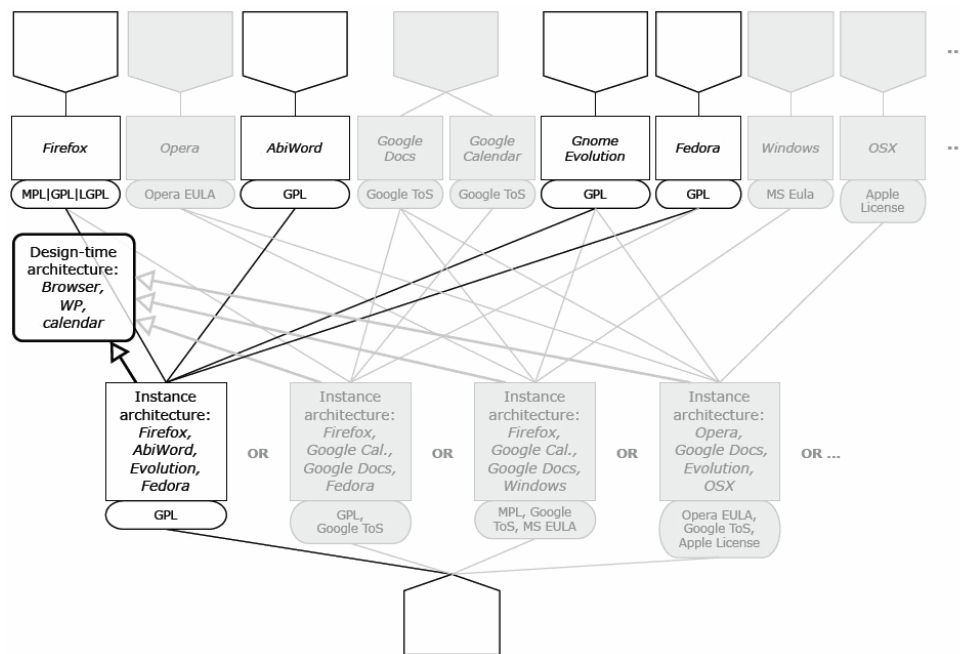 ...
Firefox
Opera
AbiWord
Google
Docs
Google
Calendar
Gnome
Evolution
Fedora
Windows
OSX
...
MPL|GPL|LGPL
Opera EULA
GPL
Google ToS
Google ToS
GPL
GPL
MS Eula
Apple
License
Design-time
architecture:
Browser,
WP,
calendar
Instance
architecture:
Firefox,
AbiWord,
Evolution,
Fedora
OR
Instance
architecture:
Firefox,
Google Cal.,
Google Docs,
Fedora
OR
Instance
architecture:
Firefox,
Google Cal.,
Google Docs,
Windows
OR
Instance
architecture:
Opera,
Google Docs,
Evolution,
OSX
OR ...
GPL
GPL,
Google ToS
MPL, Google
ToS, MS EULA
Opera EULA,
Google ToS,
Apple License